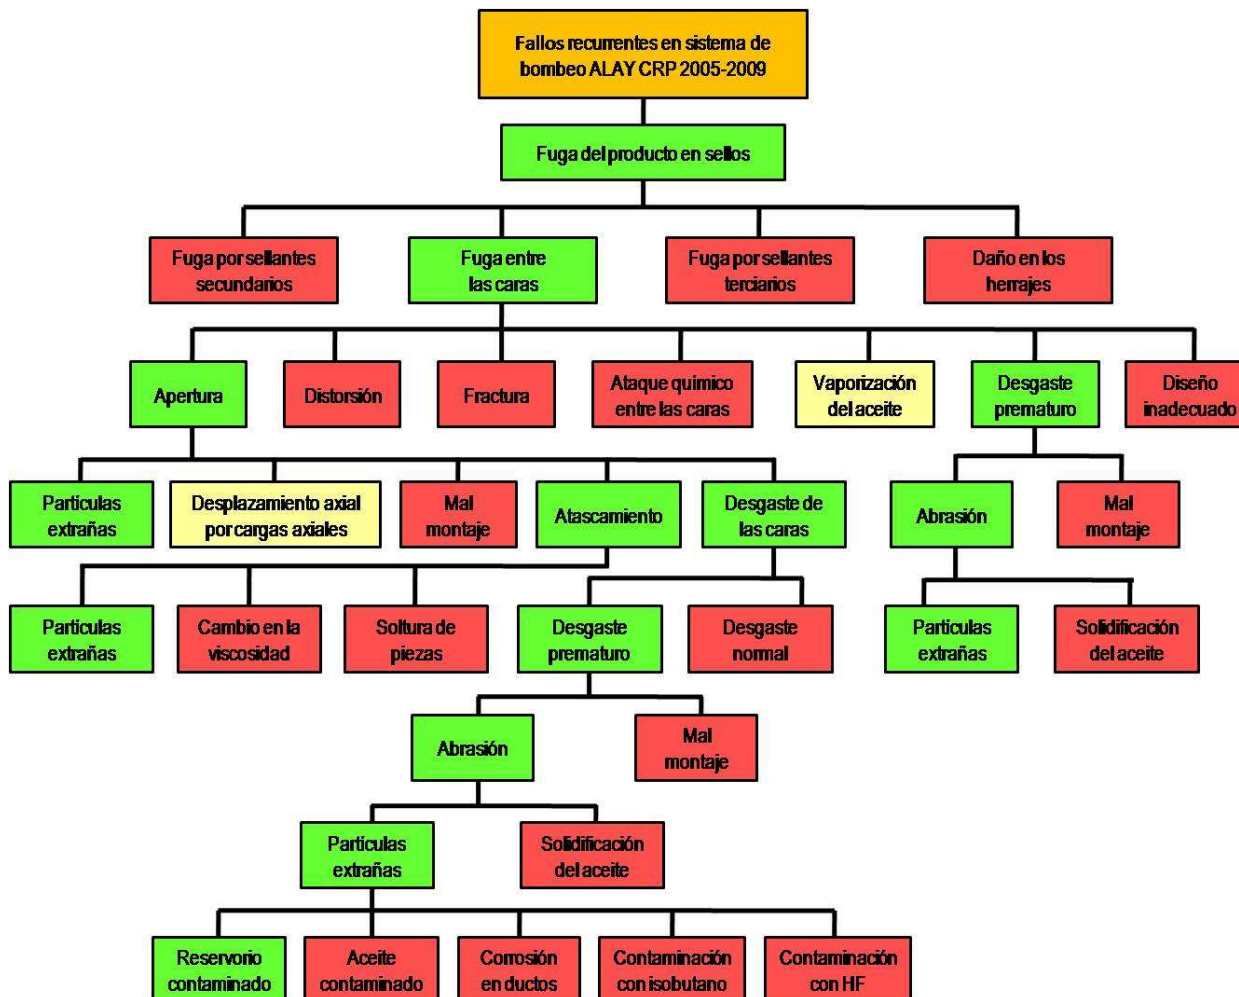 Fallos recurrentes en sistema de
bombeo ALAY CRP 2005-2009
Fuga del producto en sellos
Fuga por sellantes
secundarios
Fuga entre
las caras
Fuga por sellantes
terciarios
Daño en los
herrajes
Apertura
Distorsión
Fractura
Ataque químico
entre las caras
Vaporización
del aceite
Desgaste
prematuro
Diseño
inadecuado
Partículas
extrañas
Desplazamiento axial
por cargas axiales
Mal
montaje
Atascamiento
Desgaste de
las caras
Abrasión
Mal
montaje
Partículas
extrañas
Cambio en la
viscosidad
Soltura de
piezas
Desgaste
prematuro
Desgaste
normal
Partículas
extrañas
Solidificación
del aceite
Abrasión
Mal
montaje
Partículas
extrañas
Solidificación
del aceite
Reservorio
contaminado
Aceite
contaminado
Corrosión
en ductos
Contaminación
con isobutano
Contaminación
con HF